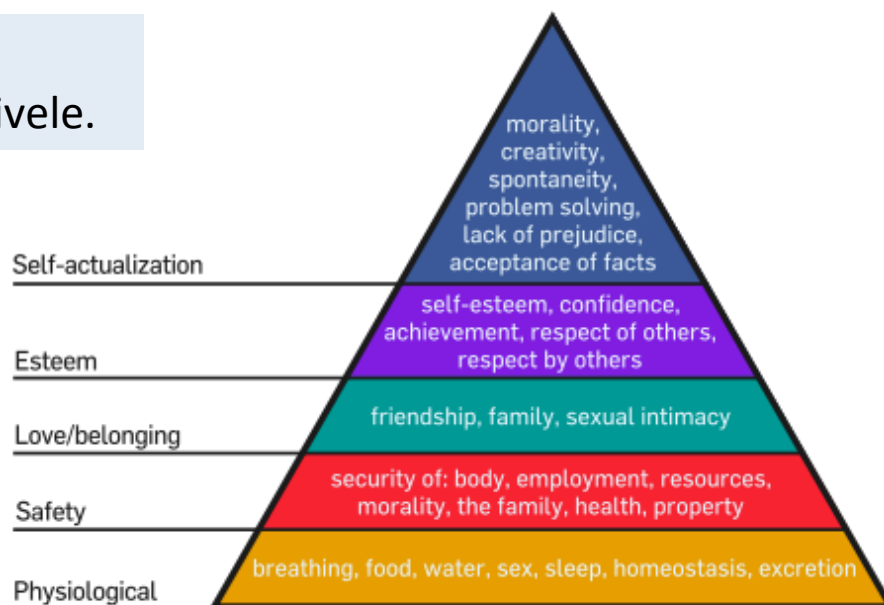 ivele.
morality,
creativity,
spontaneity,
problem solving,
lack of prejudice,
acceptance of facts
Self-actualization
self-esteem, confidence,
achievement, respect of others,
respect by others
Esteem
friendship, family, sexual intimacy
Love/belonging
security of: body, employment, resources,
morality, the family, health, property
Safety
breathing, food, water, sex, sleep, homeostasis, excretion
Physiological